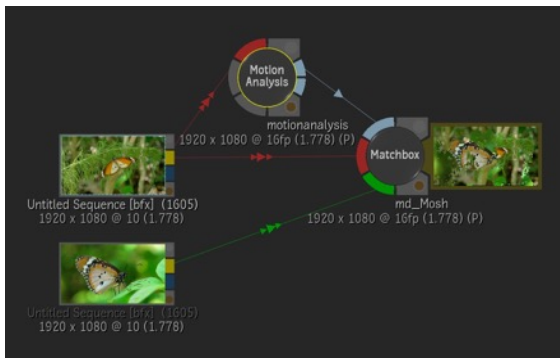 Motion
Analysis
motionanalysis
1920 x 1080 @ 16fp (1.778) (P)
Matchbox
Untitled Sequence [bfx] (1605)
1920 x 1080 @ 10 (1.778)
md_Mosh
1920 x 1080 @ 16fp (1.778) (P)
Untitled Sequence [bfx] (1605)
1920 x 1080 @ 10 (1.778)